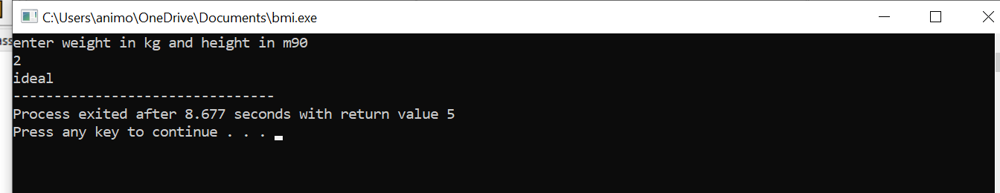 C:\Users\animo\OneDrive\Documents\bmi.exe
enter weight in kg and height in m90
2
ideal
--------------------------------
Process exited after 8.677 seconds with return value 5
Press any key to continue . . .